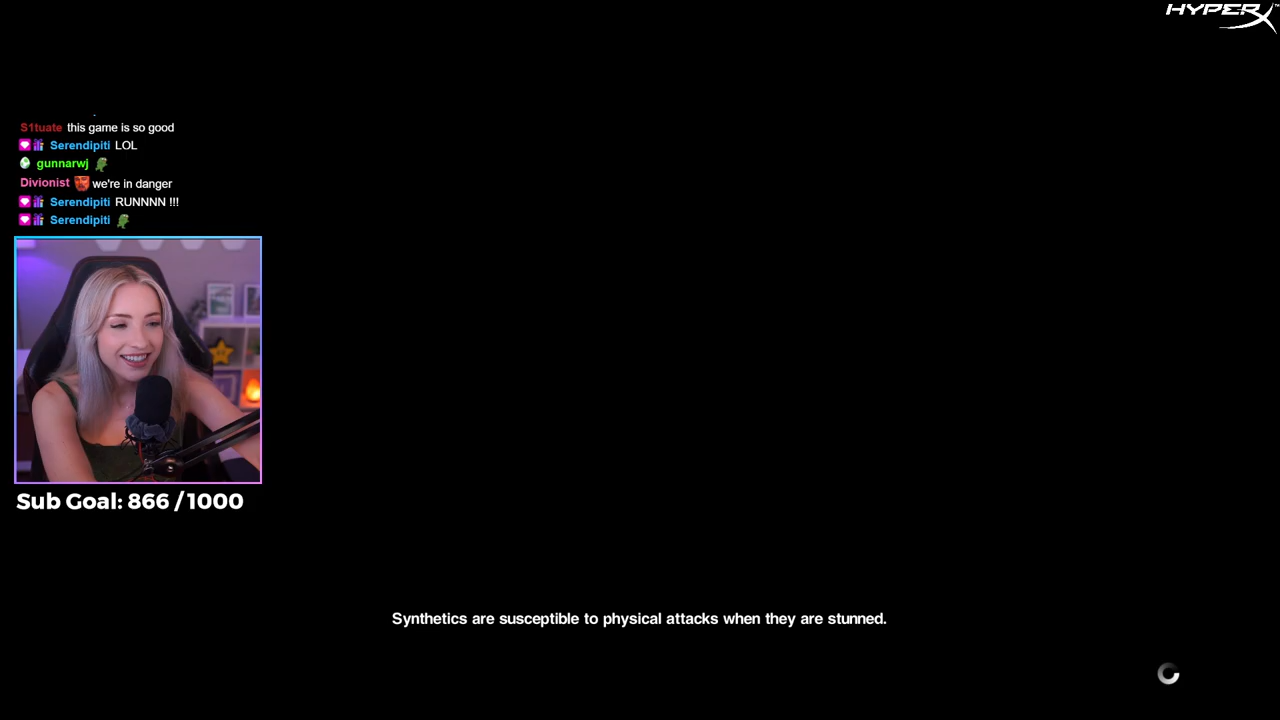 HYPERX
S1tuate this game is so good
Serendipiti LOL
gunnarwj
Divionist we're in danger
Serendipiti RUNNNN !!!
Serendipiti
Sub Goal: 866 / 1000
Synthetics are susceptible to physical attacks when they are stunned.